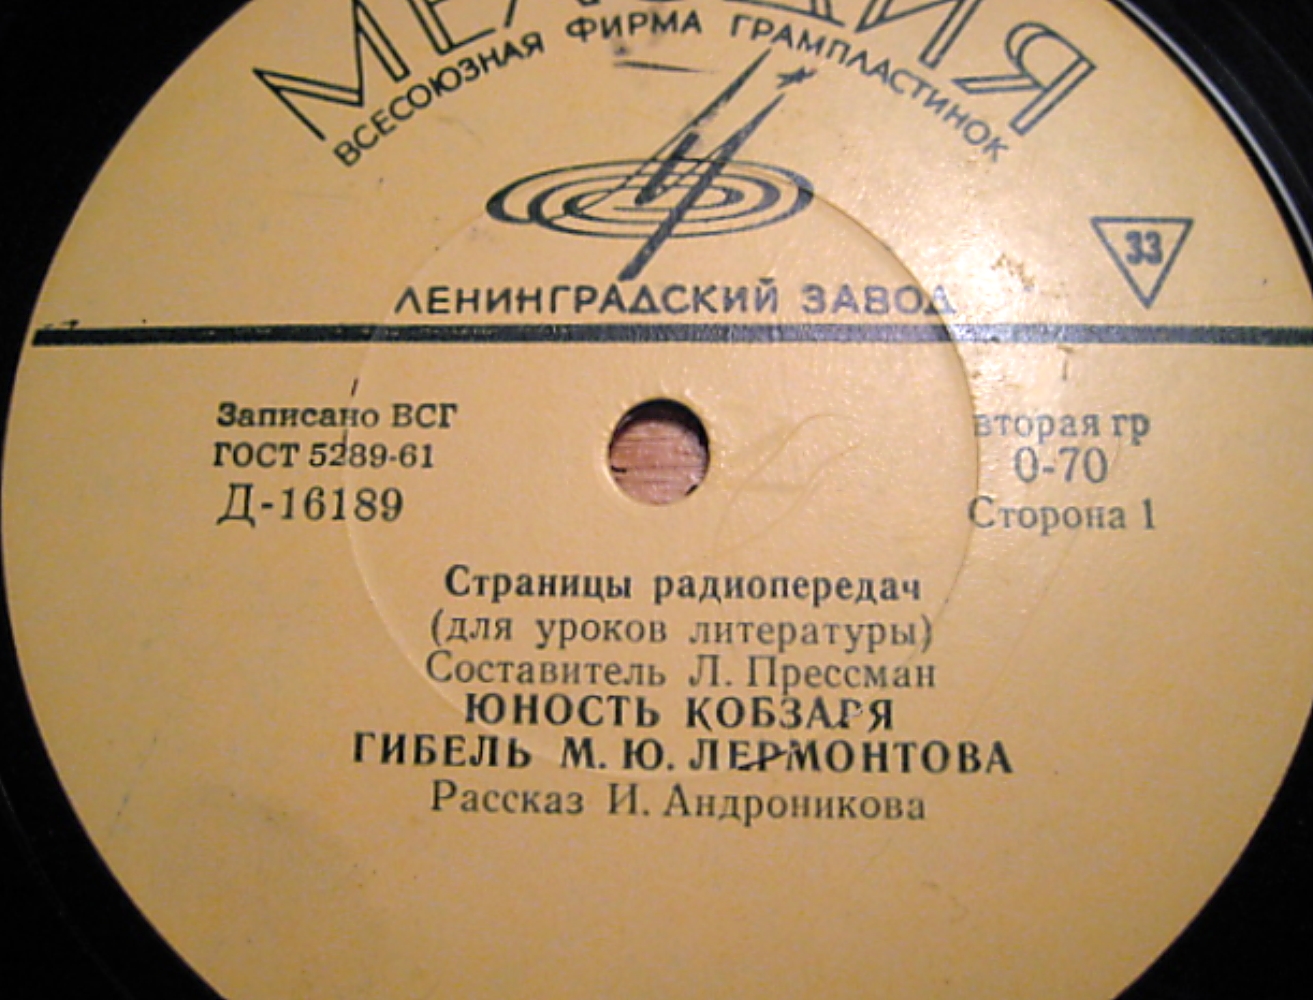 МЕЛОДИЯ
ВСЕСОЮЗНАЯ ФИРМА ГРАМПЛАСТИНОК
33
ЛЕНИНГРАДСКИЙ ЗАВОД
Записано ВСГ
ГОСТ 5289-61
Д-16189
вторая гр
0-70
Сторона 1
Страницы радиопередач
(для уроков литературы)
Составитель Л. Прессман
ЮНОСТЬ КОБЗАРЯ
ГИБЕЛЬ М. Ю. ЛЕРМОНТОВА
Рассказ И. Андроникова